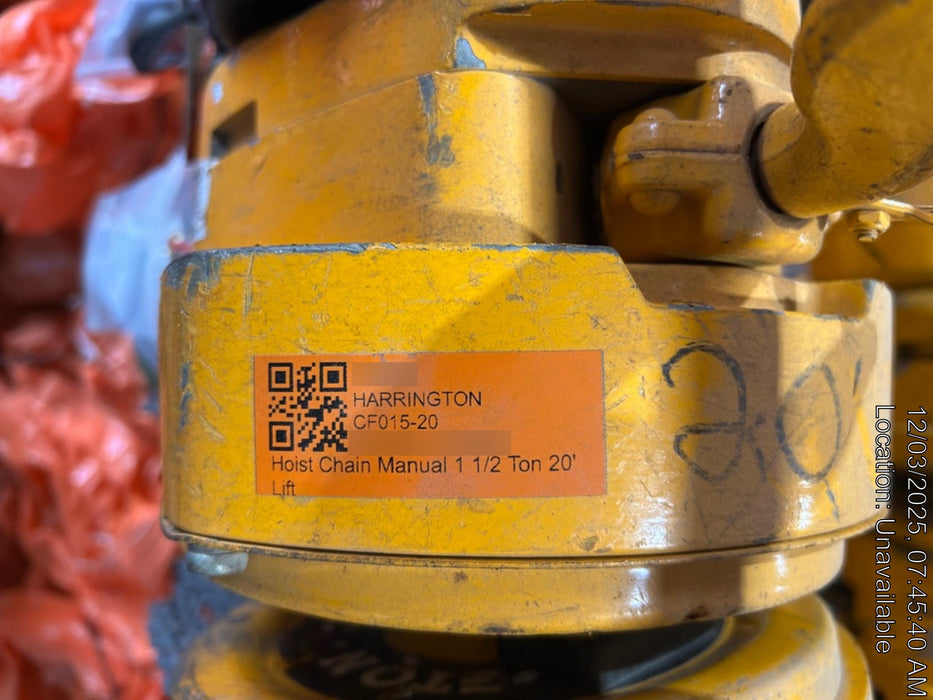 HARRINGTON
CF015-20
Hoist Chain Manual 1 1/2 Ton 20'
Lift
20'
12/03/2025, 07:45:40 AM
Location: Unavailable